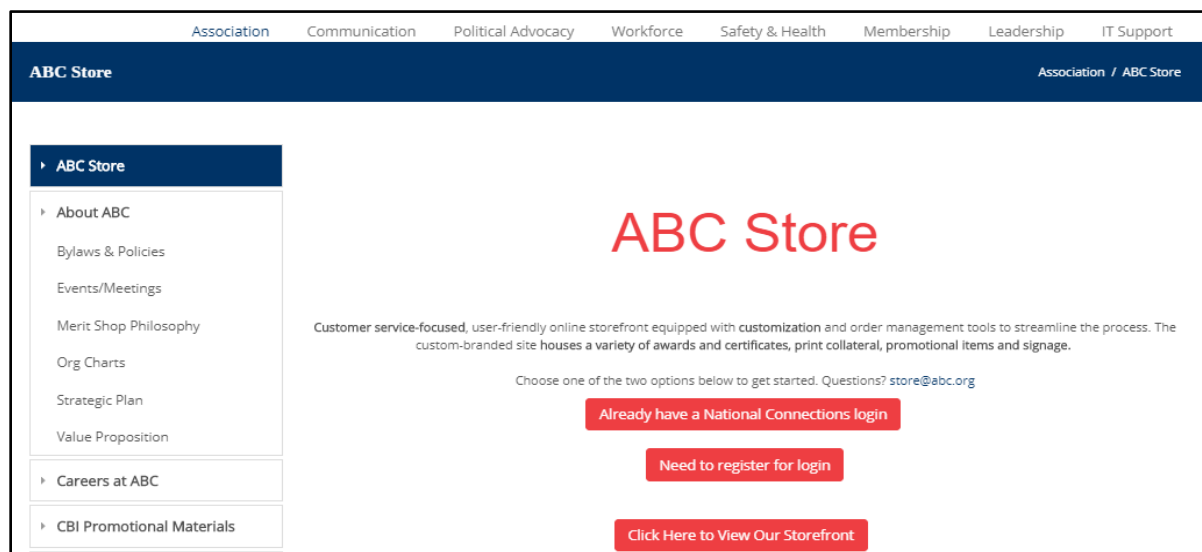 Association Communication Political Advocacy Workforce Safety & Health Membership Leadership IT Support
ABC Store
Association / ABC Store
ABC Store
About ABC
Bylaws & Policies
Events/Meetings
Merit Shop Philosophy
Org Charts
Strategic Plan
Value Proposition
Careers at ABC
CBI Promotional Materials
ABC Store
Customer service-focused, user-friendly online storefront equipped with customization and order management tools to streamline the process. The
custom-branded site houses a variety of awards and certificates, print collateral, promotional items and signage.
Choose one of the two options below to get started. Questions? store@abc.org
Already have a National Connections login
Need to register for login
Click Here to View Our Storefront